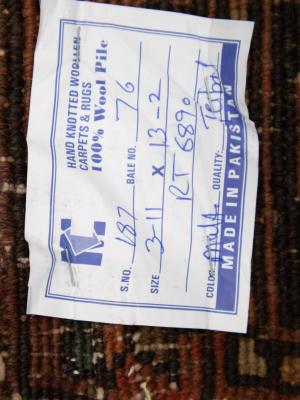 HAND KNOTTED WOOLLEN
CARPETS & RUGS
100% Wool Pile
S.NO. 187 BALE NO. 76
SIZE 3-11 X 13-2
RT 6890
COLOR: Multi. QUALITY:
MADE IN PAKISTAN